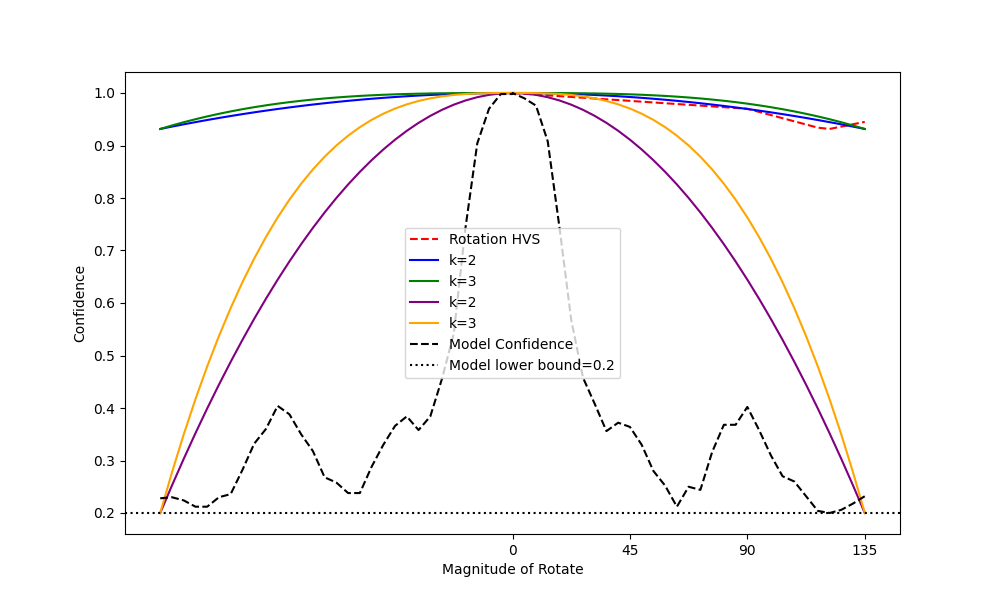 1.0
0.9
0.8
0.7
0.6
0.5
0.4
0.3
0.2
Confidence
Rotation HVS
k=2
k=3
k=2
k=3
Model Confidence
Model lower bound=0.2
0 45 90 135
Magnitude of Rotate